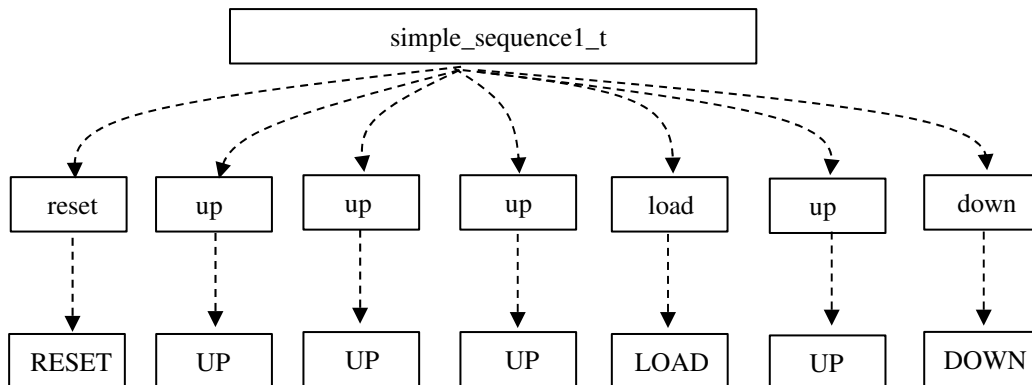 simple_sequence1_t
reset up up up load up down
RESET UP UP UP LOAD UP DOWN